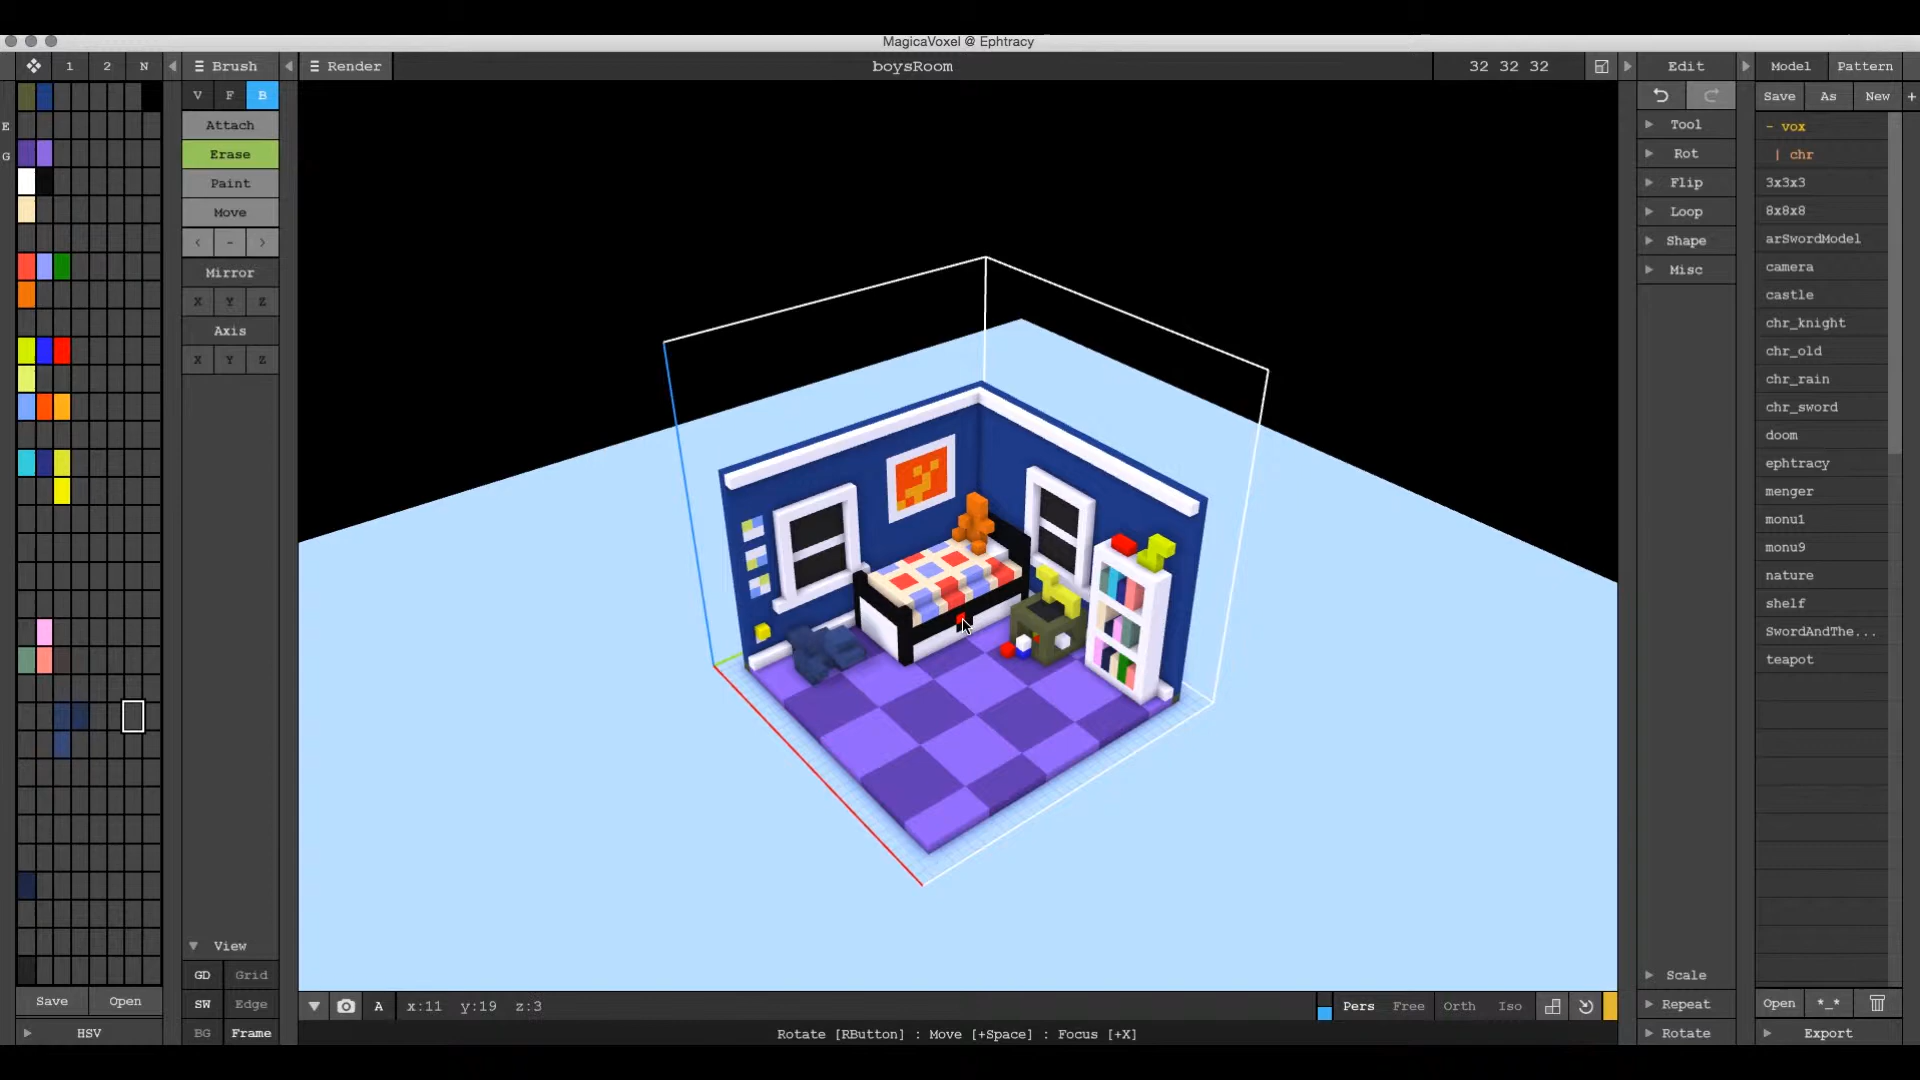 MagicaVoxel @ Ephtracy
1 2 N Brush Render boysRoom 32 32 32 Edit Model Pattern
V F B Save As New +
E Attach Tool - vox
G Erase Rot | chr
Paint Flip 3x3x3
Move Loop 8x8x8
< - > Shape arSwordModel
Mirror Misc camera
X Y Z castle
Axis chr_knight
X Y Z chr_old
chr_rain
chr_sword
doom
ephtracy
menger
monu1
monu9
nature
shelf
SwordAndThe...
teapot
View
GD Grid Scale
Save Open SW Edge A x:11 y:19 z:3 Pers Free Orth Iso Repeat Open *_*
HSV BG Frame Rotate [RButton] : Move [+Space] : Focus [+X] Rotate Export